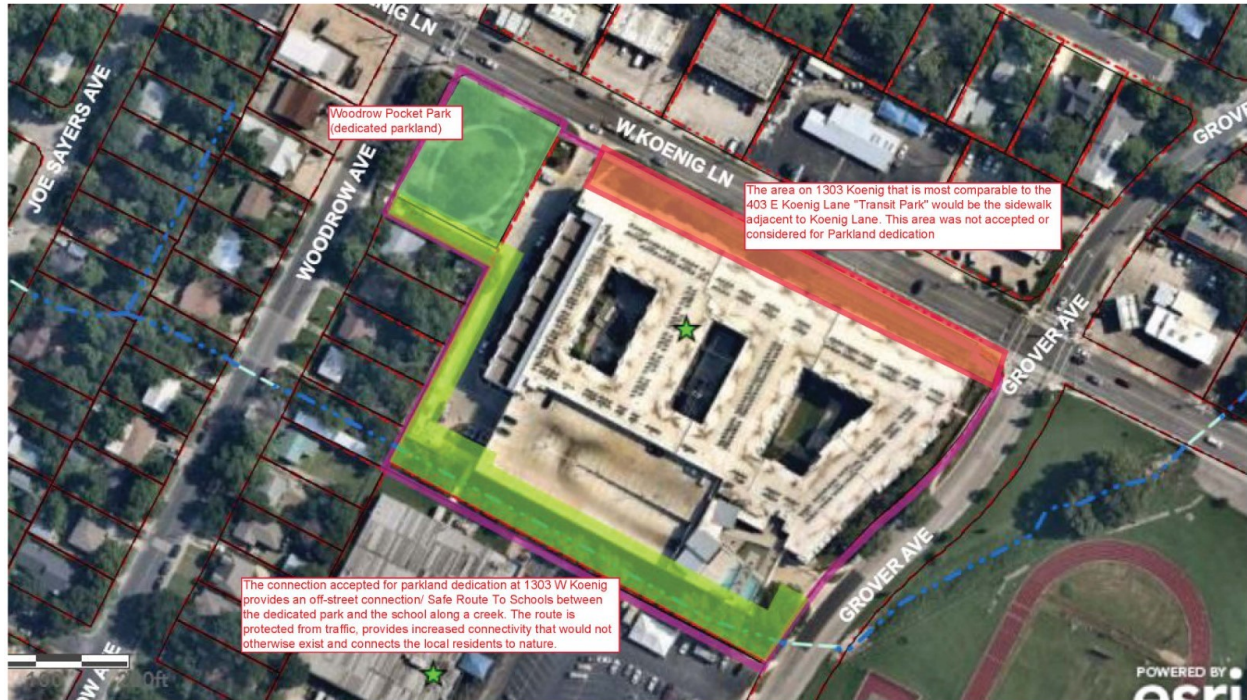 W KOENIG LN
JOE SAYERS AVE
Woodrow Pocket Park
(dedicated parkland)
WOODROW AVE
GROVER
The area on 1303 Koenig that is most comparable to the
403 E Koenig Lane "Transit Park" would be the sidewalk
adjacent to Koenig Lane. This area was not accepted or
considered for Parkland dedication
GROVER AVE
GROVER AVE
The connection accepted for parkland dedication at 1303 W Koenig
provides an off-street connection/ Safe Route To Schools between
the dedicated park and the school along a creek. The route is
protected from traffic, provides increased connectivity that would not
otherwise exist and connects the local residents to nature.
POWERED BY
esri